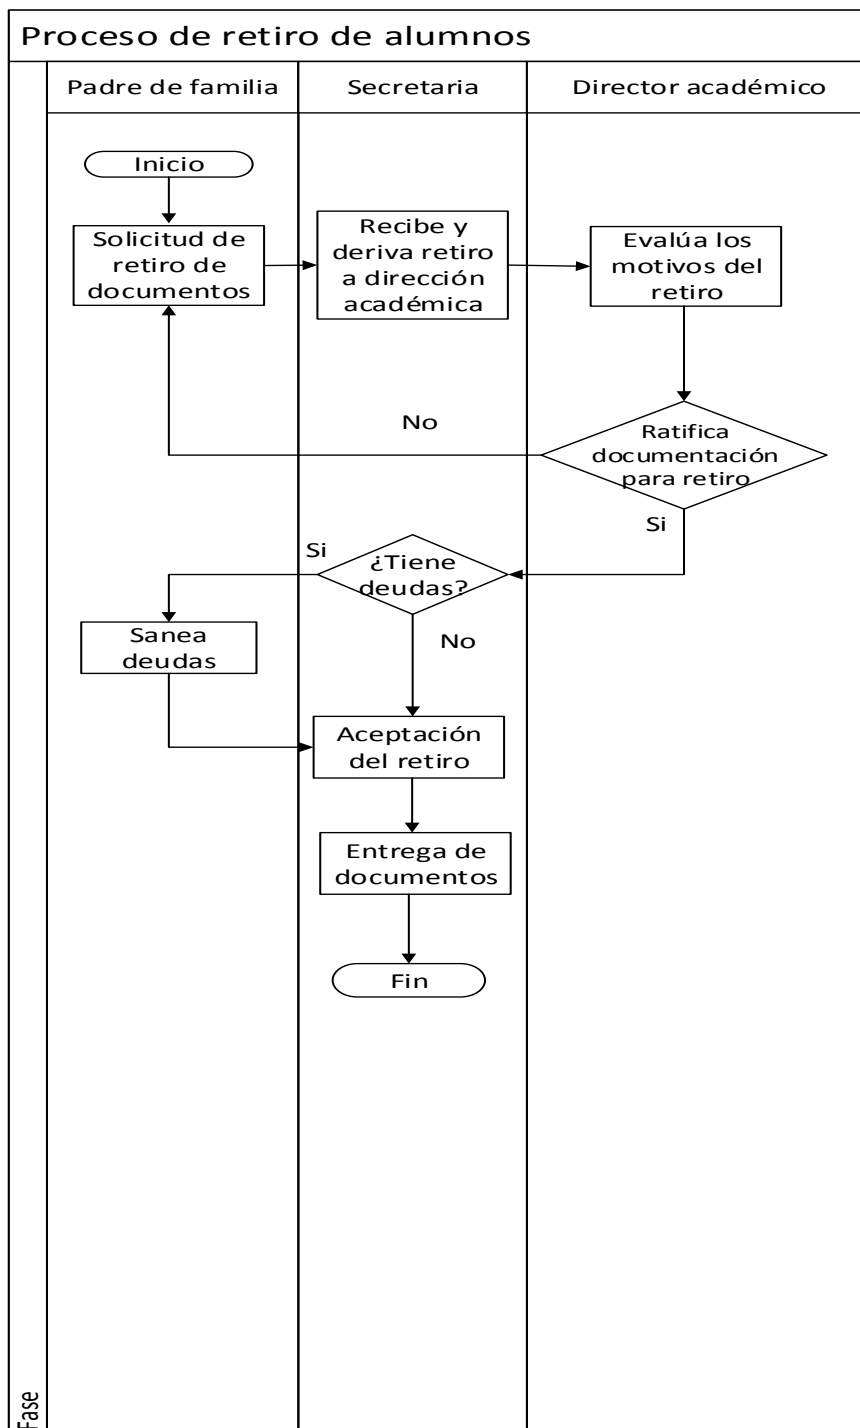 Proceso de retiro de alumnos
Padre de familia
Secretaria
Director académico
Inicio
Solicitud de
retiro de
documentos
Recibe y
deriva retiro
a dirección
académica
Evalúa los
motivos del
retiro
No
Ratifica
documentación
para retiro
Si
Si
¿Tiene
deudas?
Sanea
deudas
No
Aceptación
del retiro
Entrega de
documentos
Fin
Fase